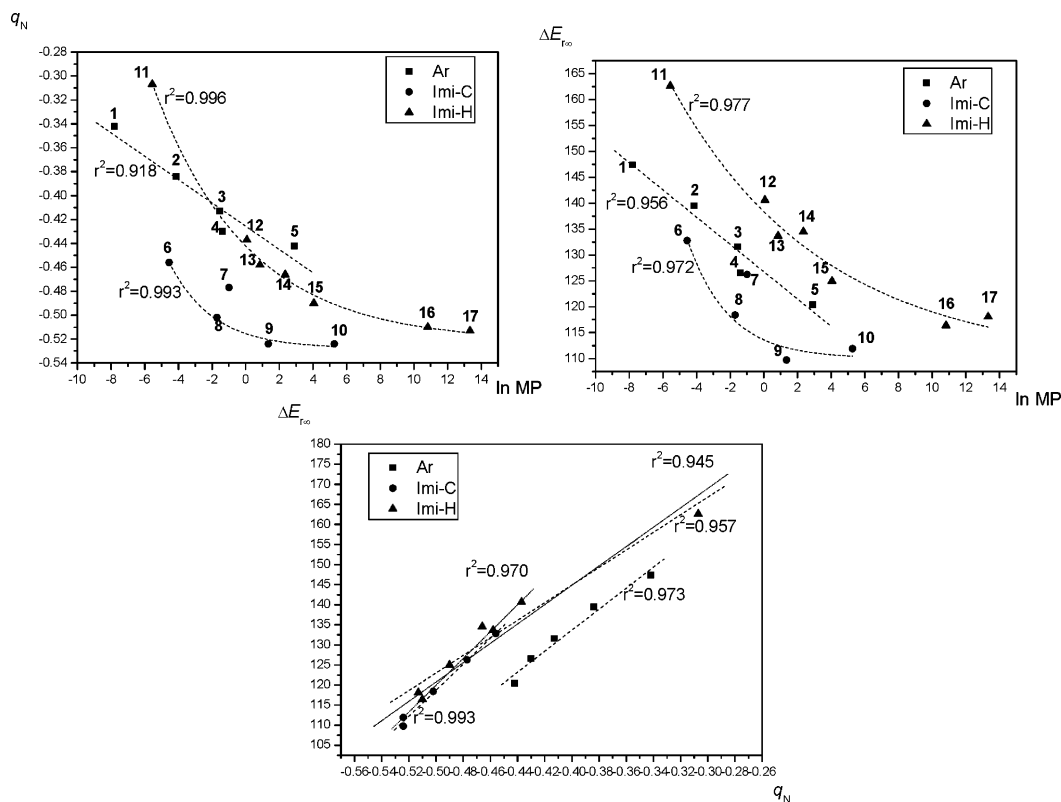 qN
-0.28
-0.30
-0.32
-0.34
-0.36
-0.38
-0.40
-0.42
-0.44
-0.46
-0.48
-0.50
-0.52
-0.54
11
r²=0.996
Ar
Imi-C
Imi-H
1
2
r²=0.918
3
4
12
5
6
7
13
14
15
r²=0.993
8
9
10
16
17
-10 -8 -6 -4 -2 0 2 4 6 8 10 12 14
ln MP
ΔEr∞
165
160
155
150
145
140
135
130
125
120
115
110
11
r²=0.977
Ar
Imi-C
Imi-H
1
r²=0.956
2
12
14
6
3
13
r²=0.972
4
7
15
8
5
16
17
9
10
-10 -8 -6 -4 -2 0 2 4 6 8 10 12 14
ln MP
ΔEr∞
180
175
170
165
160
155
150
145
140
135
130
125
120
115
110
105
Ar
Imi-C
Imi-H
r²=0.945
r²=0.957
r²=0.970
r²=0.973
r²=0.993
-0.56-0.54-0.52-0.50-0.48-0.46-0.44-0.42-0.40-0.38-0.36-0.34-0.32-0.30-0.28-0.26
qN